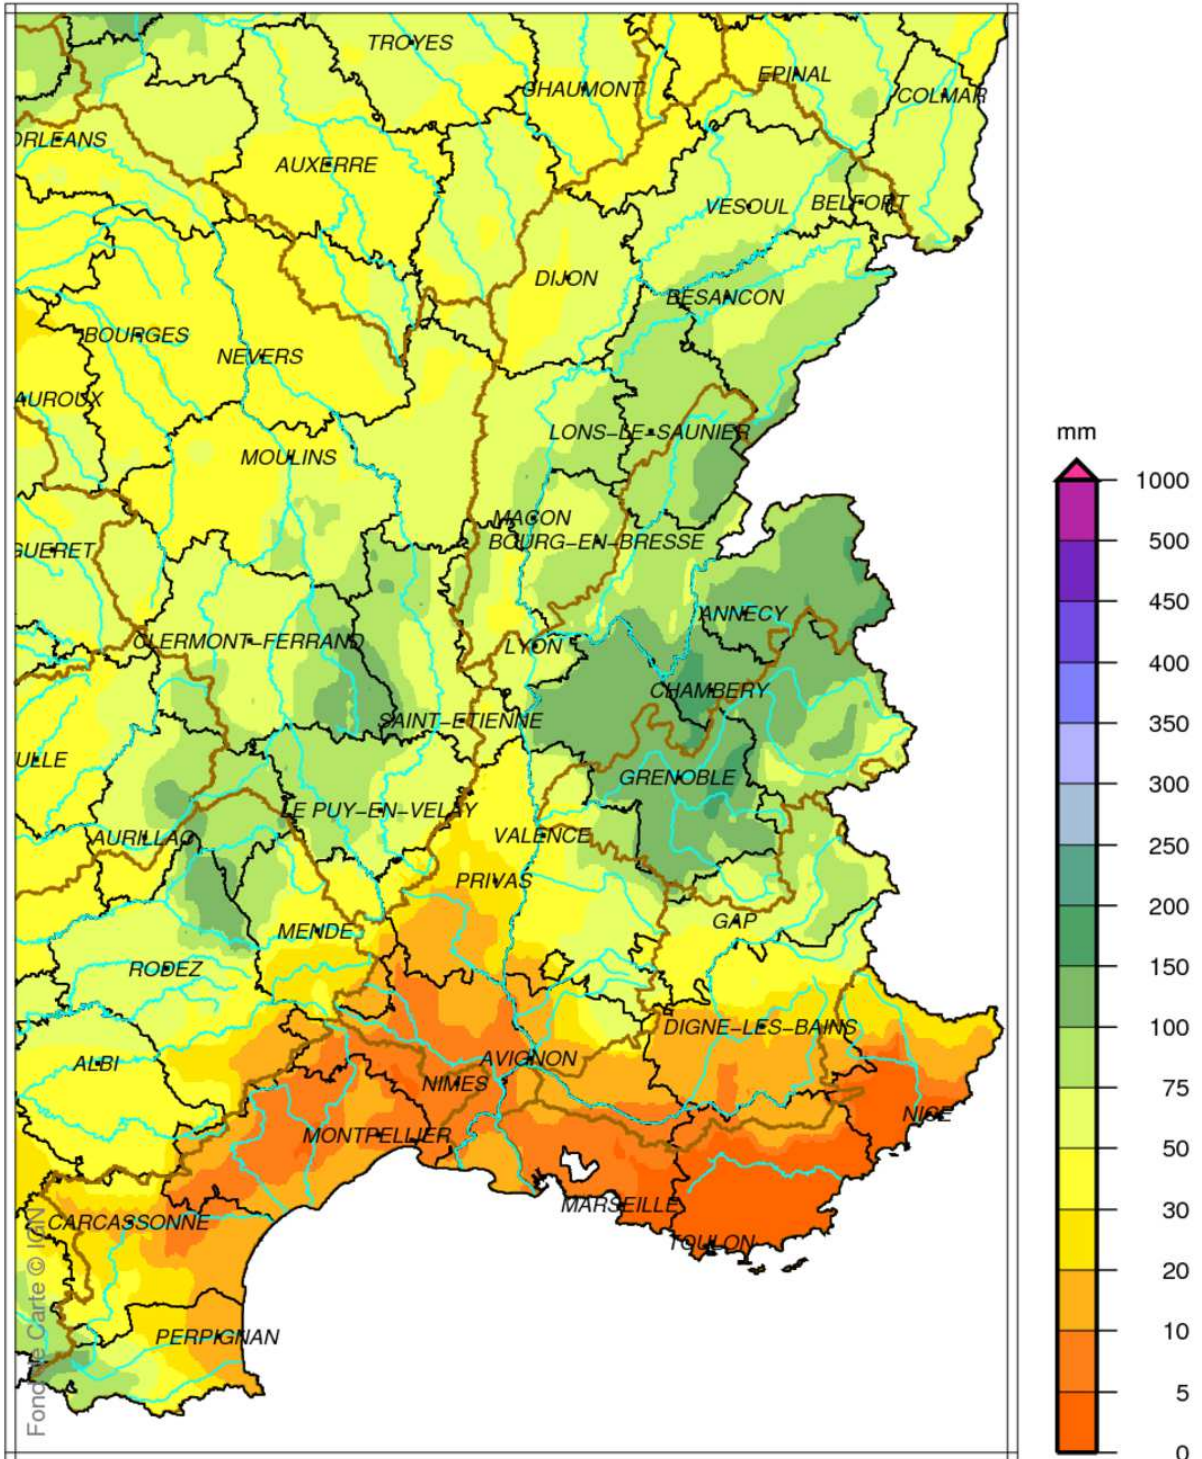 TROYES
EPINAL
CHAUMONT
COLMAR
ORLEANS
AUXERRE
VESOUL
BELFORT
DIJON
BESANCON
BOURGES
NEVERS
AUROUX
LONS-LE-SAUNIER
mm
MOULINS
1000
MACON
500
BOURG-EN-BRESSE
GUERET
450
ANNECY
CLERMONT-FERRAND
LYON
400
CHAMBERY
SAINT-ETIENNE
350
ULLE
GRENOBLE
300
LE PUY-EN-VELAY
AURILLAC
VALENCE
250
PRIVAS
200
GAP
MENDE
RODEZ
150
DIGNE-LES-BAINS
100
AVIGNON
ALBI
NIMES
75
NICE
MONTPELLIER
50
MARSEILLE
30
CARCASSONNE
TOULON
20
PERPIGNAN
10
5
0
Fond de Carte © IGN